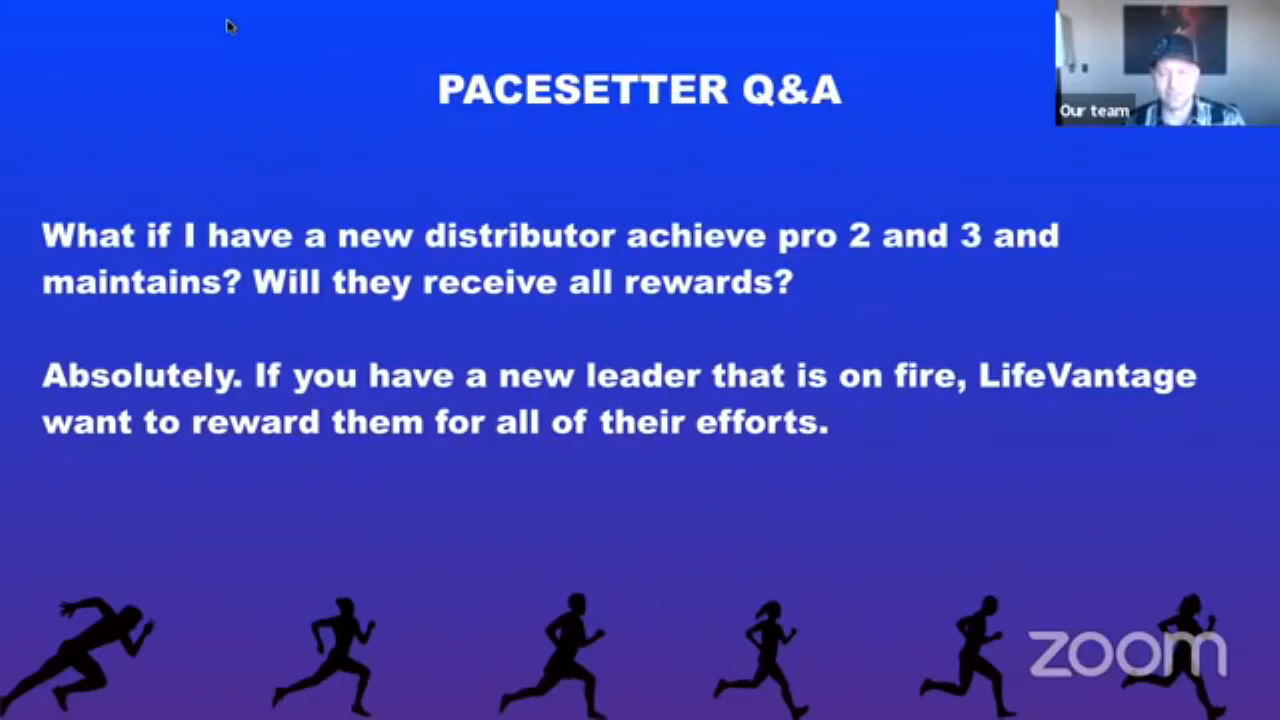 PACESETTER Q&A
Our team
What if I have a new distributor achieve pro 2 and 3 and
maintains? Will they receive all rewards?
Absolutely. If you have a new leader that is on fire, LifeVantage
want to reward them for all of their efforts.
zoom